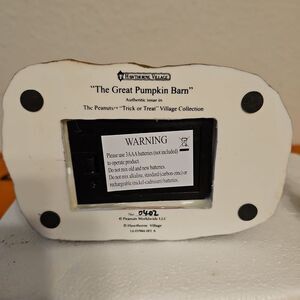 HAWTHORNE VILLAGE
"The Great Pumpkin Barn"
Authentic issue in
The Peanuts™ "Trick or Treat" Village Collection
WARNING
Please use 3AAA batteries (not included)
to operate product.
Do not mix old and new batteries.
Do not mix alkaline, standard (carbon-zinc) or
rechargeable (nickel-cadmium) batteries.
No. 0402
© Peanuts Worldwide LLC
© Hawthorne Village